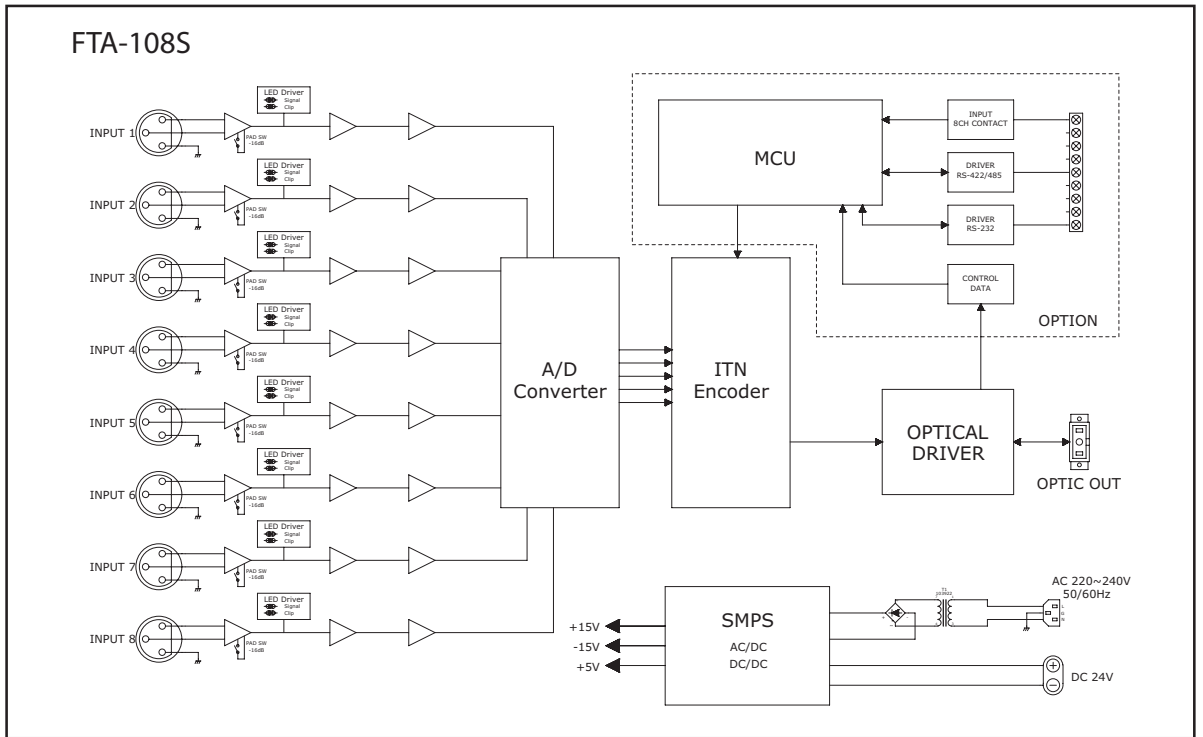 FTA-108S
INPUT 1
LED Driver
Signal
Clip
PAD SW
-16dB
INPUT 2
LED Driver
Signal
Clip
PAD SW
-16dB
INPUT 3
LED Driver
Signal
Clip
PAD SW
-16dB
INPUT 4
LED Driver
Signal
Clip
PAD SW
-16dB
INPUT 5
LED Driver
Signal
Clip
PAD SW
-16dB
INPUT 6
LED Driver
Signal
Clip
PAD SW
-16dB
INPUT 7
LED Driver
Signal
Clip
PAD SW
-16dB
INPUT 8
LED Driver
Signal
Clip
PAD SW
-16dB
A/D
Converter
ITN
Encoder
MCU
INPUT
8CH CONTACT
DRIVER
RS-422/485
DRIVER
RS-232
CONTROL
DATA
OPTION
OPTICAL
DRIVER
OPTIC OUT
SMPS
AC/DC
DC/DC
+15V
-15V
+5V
T1
AC 220~240V
50/60Hz
L
G
N
DC 24V